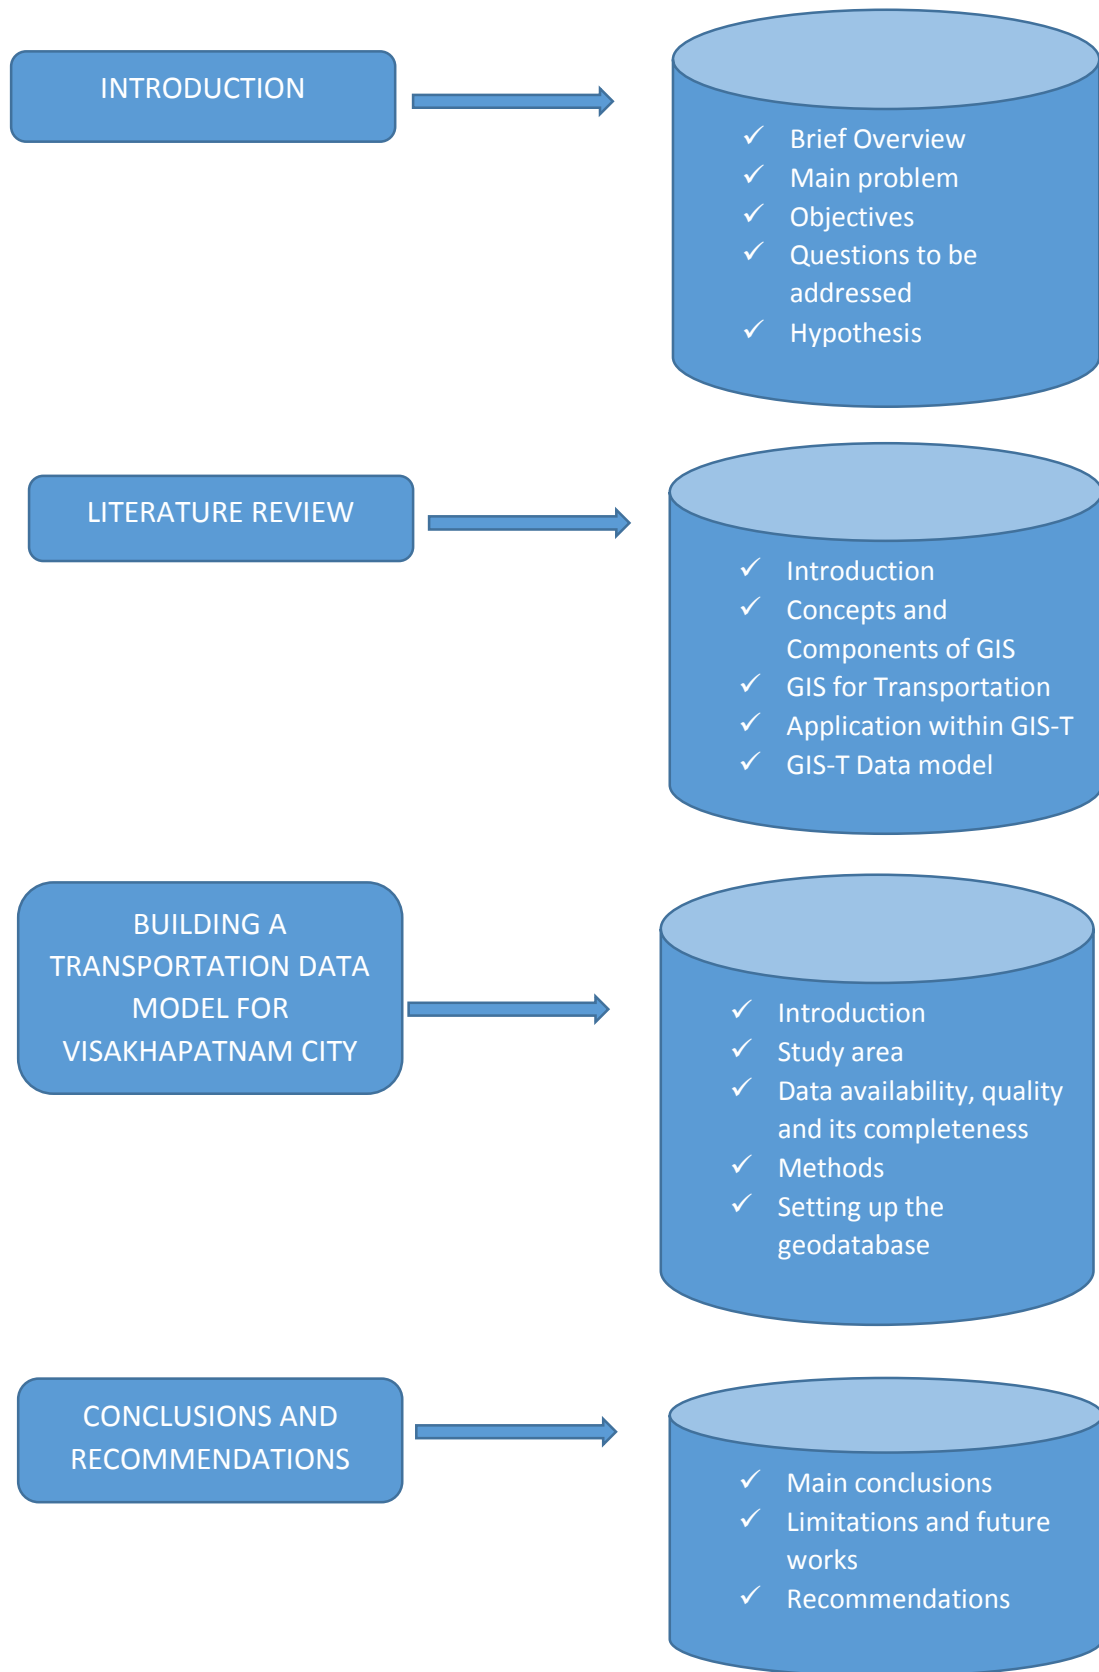 INTRODUCTION
✓ Brief Overview
✓ Main problem
✓ Objectives
✓ Questions to be
addressed
✓ Hypothesis
LITERATURE REVIEW
✓ Introduction
✓ Concepts and
Components of GIS
✓ GIS for Transportation
✓ Application within GIS-T
✓ GIS-T Data model
BUILDING A
TRANSPORTATION DATA
MODEL FOR
VISAKHAPATNAM CITY
✓ Introduction
✓ Study area
✓ Data availability, quality
and its completeness
✓ Methods
✓ Setting up the
geodatabase
CONCLUSIONS AND
RECOMMENDATIONS
✓ Main conclusions
✓ Limitations and future
works
✓ Recommendations